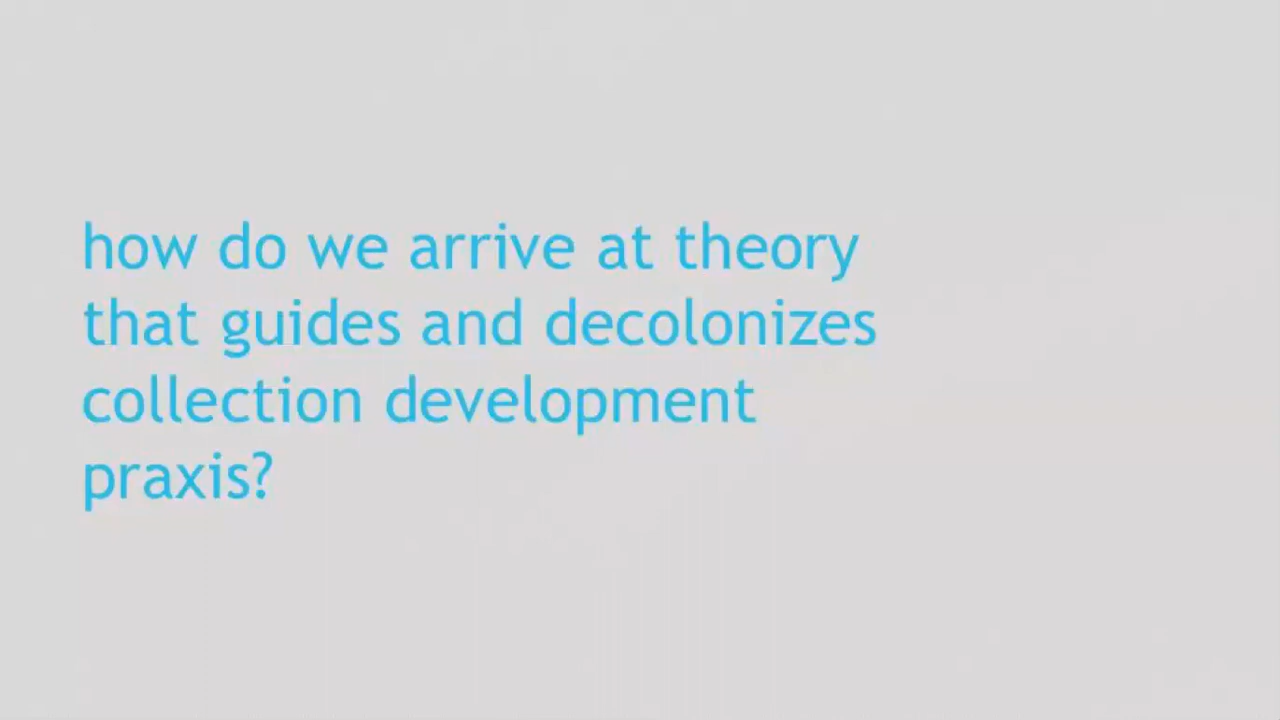 how do we arrive at theory
that guides and decolonizes
collection development
praxis?